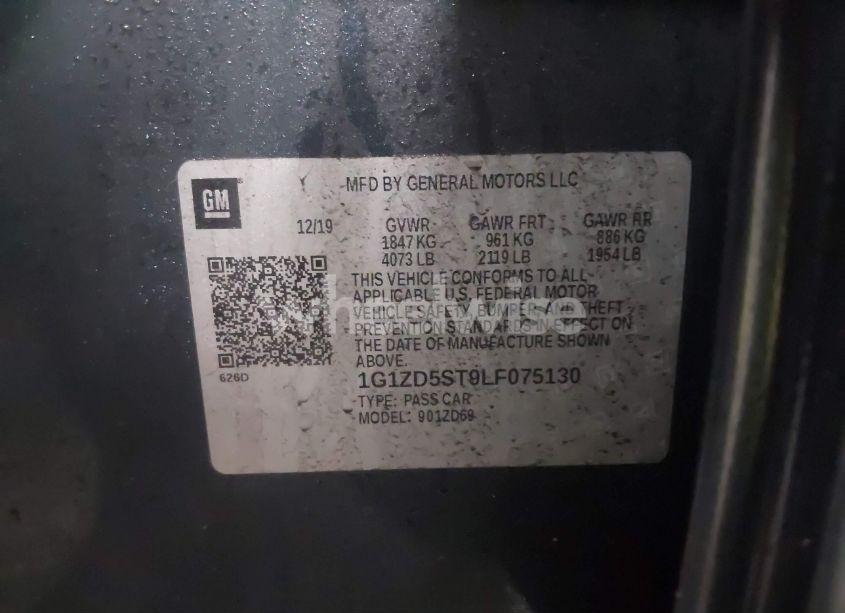 GM
MFD BY GENERAL MOTORS LLC
12/19 GVWR GAWR FRT GAWR RR
1847 KG 961 KG 886 KG
4073 LB 2119 LB 1954 LB
THIS VEHICLE CONFORMS TO ALL
APPLICABLE U.S. FEDERAL MOTOR
VEHICLE SAFETY, BUMPER, AND THEFT
PREVENTION STANDARDS IN EFFECT ON
THE DATE OF MANUFACTURE SHOWN
ABOVE.
626D
1G1ZD5ST9LF075130
TYPE: PASS CAR
MODEL: 901ZD69